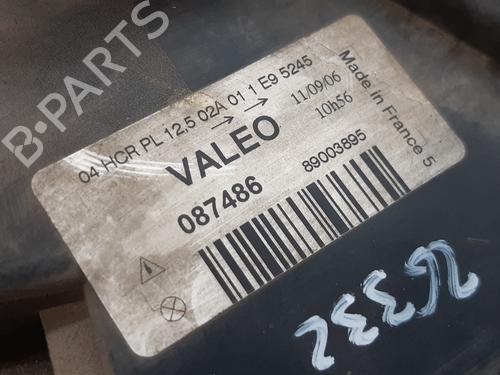 B-PARTS
04 HCR PL 12,5 02A 01 1 E9 5245
VALEO
11/09/06
10h56
Made in France 5
087486
89003895
26332